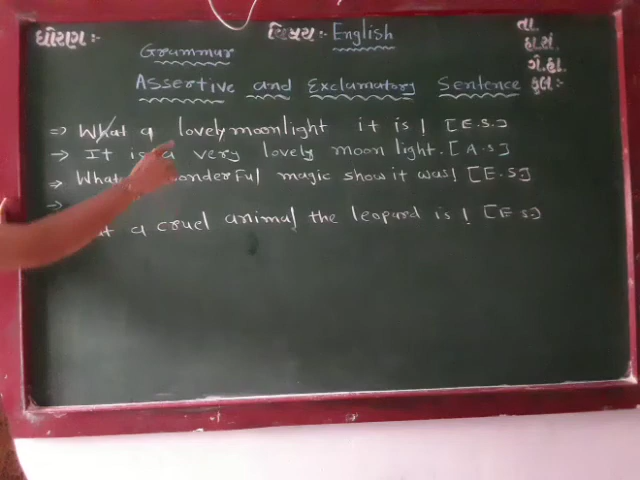 ધોરણ :- વિષય :- English તા.
Grammar હા.સં.
ગે.હા.
Assertive and Exclamatory Sentence કુલ :-
⇒ What a lovely moonlight it is ! [E.S.]
→ It is a very lovely moon light. [A.S]
⇒ What wonderful magic show it was! [E.S]
⇒
a cruel animal the leopard is ! [E S]